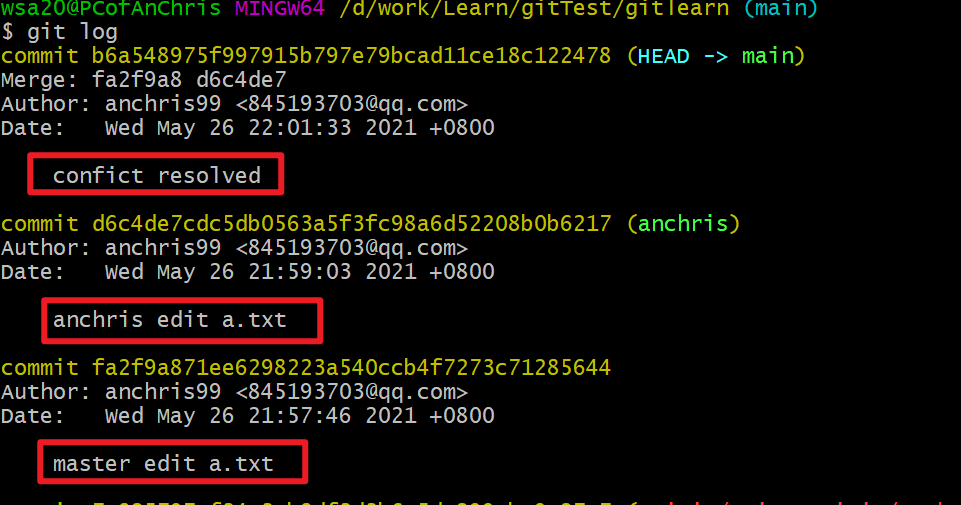 wsa20@PCofAnChris MINGW64 /d/work/Learn/gitTest/gitlearn (main)
$ git log
commit b6a548975f997915b797e79bcad11ce18c122478 (HEAD -> main)
Merge: fa2f9a8 d6c4de7
Author: anchris99 <845193703@qq.com>
Date:   Wed May 26 22:01:33 2021 +0800
confict resolved
commit d6c4de7cdc5db0563a5f3fc98a6d52208b0b6217 (anchris)
Author: anchris99 <845193703@qq.com>
Date:   Wed May 26 21:59:03 2021 +0800
anchris edit a.txt
commit fa2f9a871ee6298223a540ccb4f7273c71285644
Author: anchris99 <845193703@qq.com>
Date:   Wed May 26 21:57:46 2021 +0800
master edit a.txt